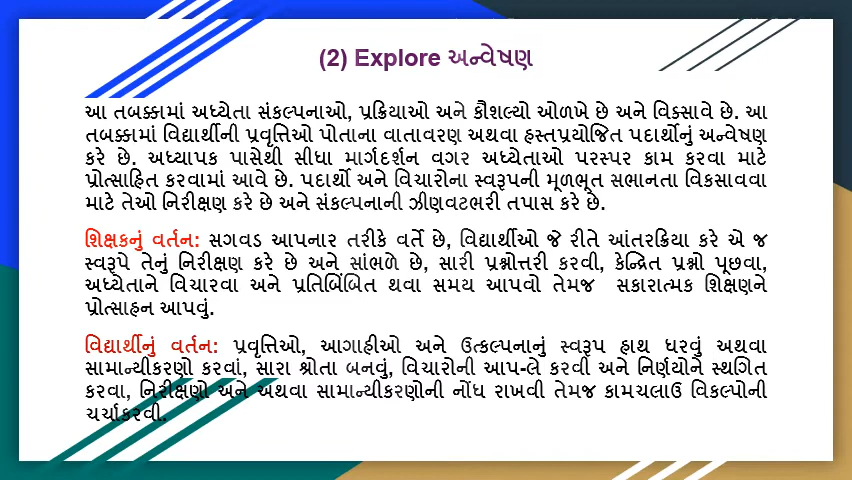 (2) Explore અન્વેષણ
આ તબક્કામાં અધ્યેતા સંકલ્પનાઓ, પ્રક્રિયાઓ અને કૌશલ્યો ઓળખે છે અને વિક્સાવે છે. આ
તબક્કામાં વિદ્યાર્થીની પ્રવૃત્તિઓ પોતાના વાતાવરણ અથવા હસ્તપ્રયોજિત પદાર્થોનું અન્વેષણ
કરે છે. અધ્યાપક પાસેથી સીધા માર્ગદર્શન વગર અધ્યેતાઓ પરસ્પર કામ કરવા માટે
પ્રોત્સાહિત કરવામાં આવે છે. પદાર્થો અને વિચારોના સ્વરૂપની મૂળભૂત સભાનતા વિકસાવવા
માટે તેઓ નિરીક્ષણ કરે છે અને સંકલ્પનાની ઝીણવટભરી તપાસ કરે છે.
શિક્ષકનું વર્તન: સગવડ આપનાર તરીકે વર્તે છે, વિદ્યાર્થીઓ જે રીતે આંતરક્રિયા કરે એ જ
સ્વરૂપે તેનું નિરીક્ષણ કરે છે અને સાંભળે છે, સારી પ્રશ્નોત્તરી કરવી, કેન્દ્રિત પ્રશ્નો પૂછવા,
અધ્યેતાને વિચારવા અને પ્રતિબિંબિત થવા સમય આપવો તેમજ સકારાત્મક શિક્ષણને
પ્રોત્સાહન આપવું.
વિદ્યાર્થીનું વર્તન: પ્રવૃત્તિઓ, આગાહીઓ અને ઉત્કલ્પનાનું સ્વરૂપ હાથ ધરવું અથવા
સામાન્યીકરણો કરવાં, સારા શ્રોતા બનવું, વિચારોની આપ-લે કરવી અને નિર્ણયોને સ્થગિત
કરવા, નિરીક્ષણો અને અથવા સામાન્યીકરણોની નોંધ રાખવી તેમજ કામચલાઉ વિકલ્પોની
ચર્ચાકરવી.